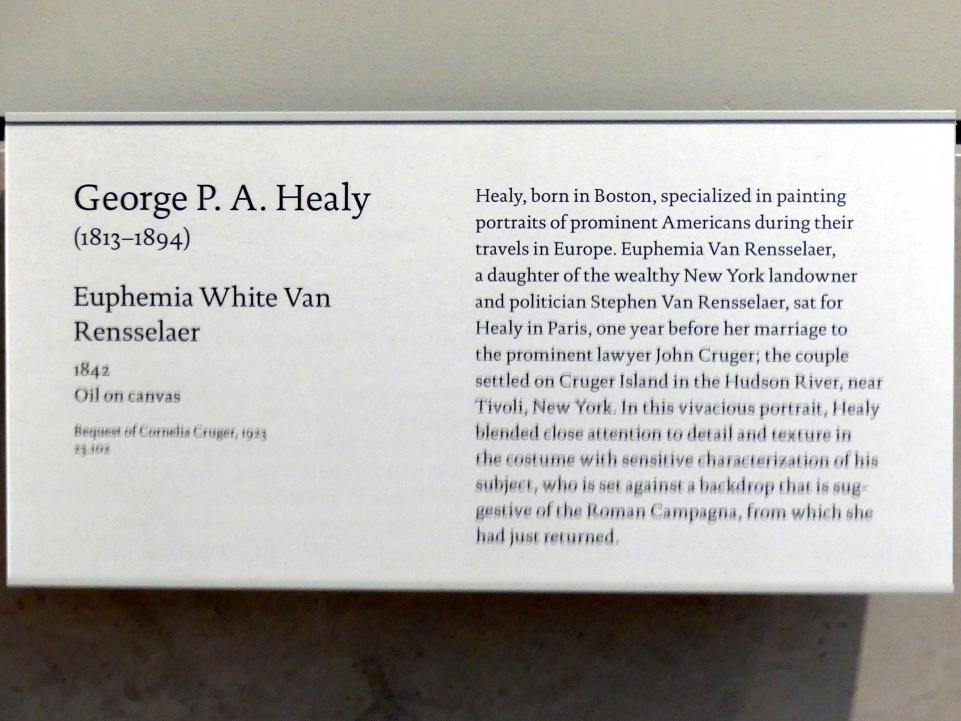 George P. A. Healy
(1813–1894)
Euphemia White Van
Rensselaer
1842
Oil on canvas
Bequest of Cornelia Cruger, 1923
23.102
Healy, born in Boston, specialized in painting
portraits of prominent Americans during their
travels in Europe. Euphemia Van Rensselaer,
a daughter of the wealthy New York landowner
and politician Stephen Van Rensselaer, sat for
Healy in Paris, one year before her marriage to
the prominent lawyer John Cruger; the couple
settled on Cruger Island in the Hudson River, near
Tivoli, New York. In this vivacious portrait, Healy
blended close attention to detail and texture in
the costume with sensitive characterization of his
subject, who is set against a backdrop that is sug-
gestive of the Roman Campagna, from which she
had just returned.